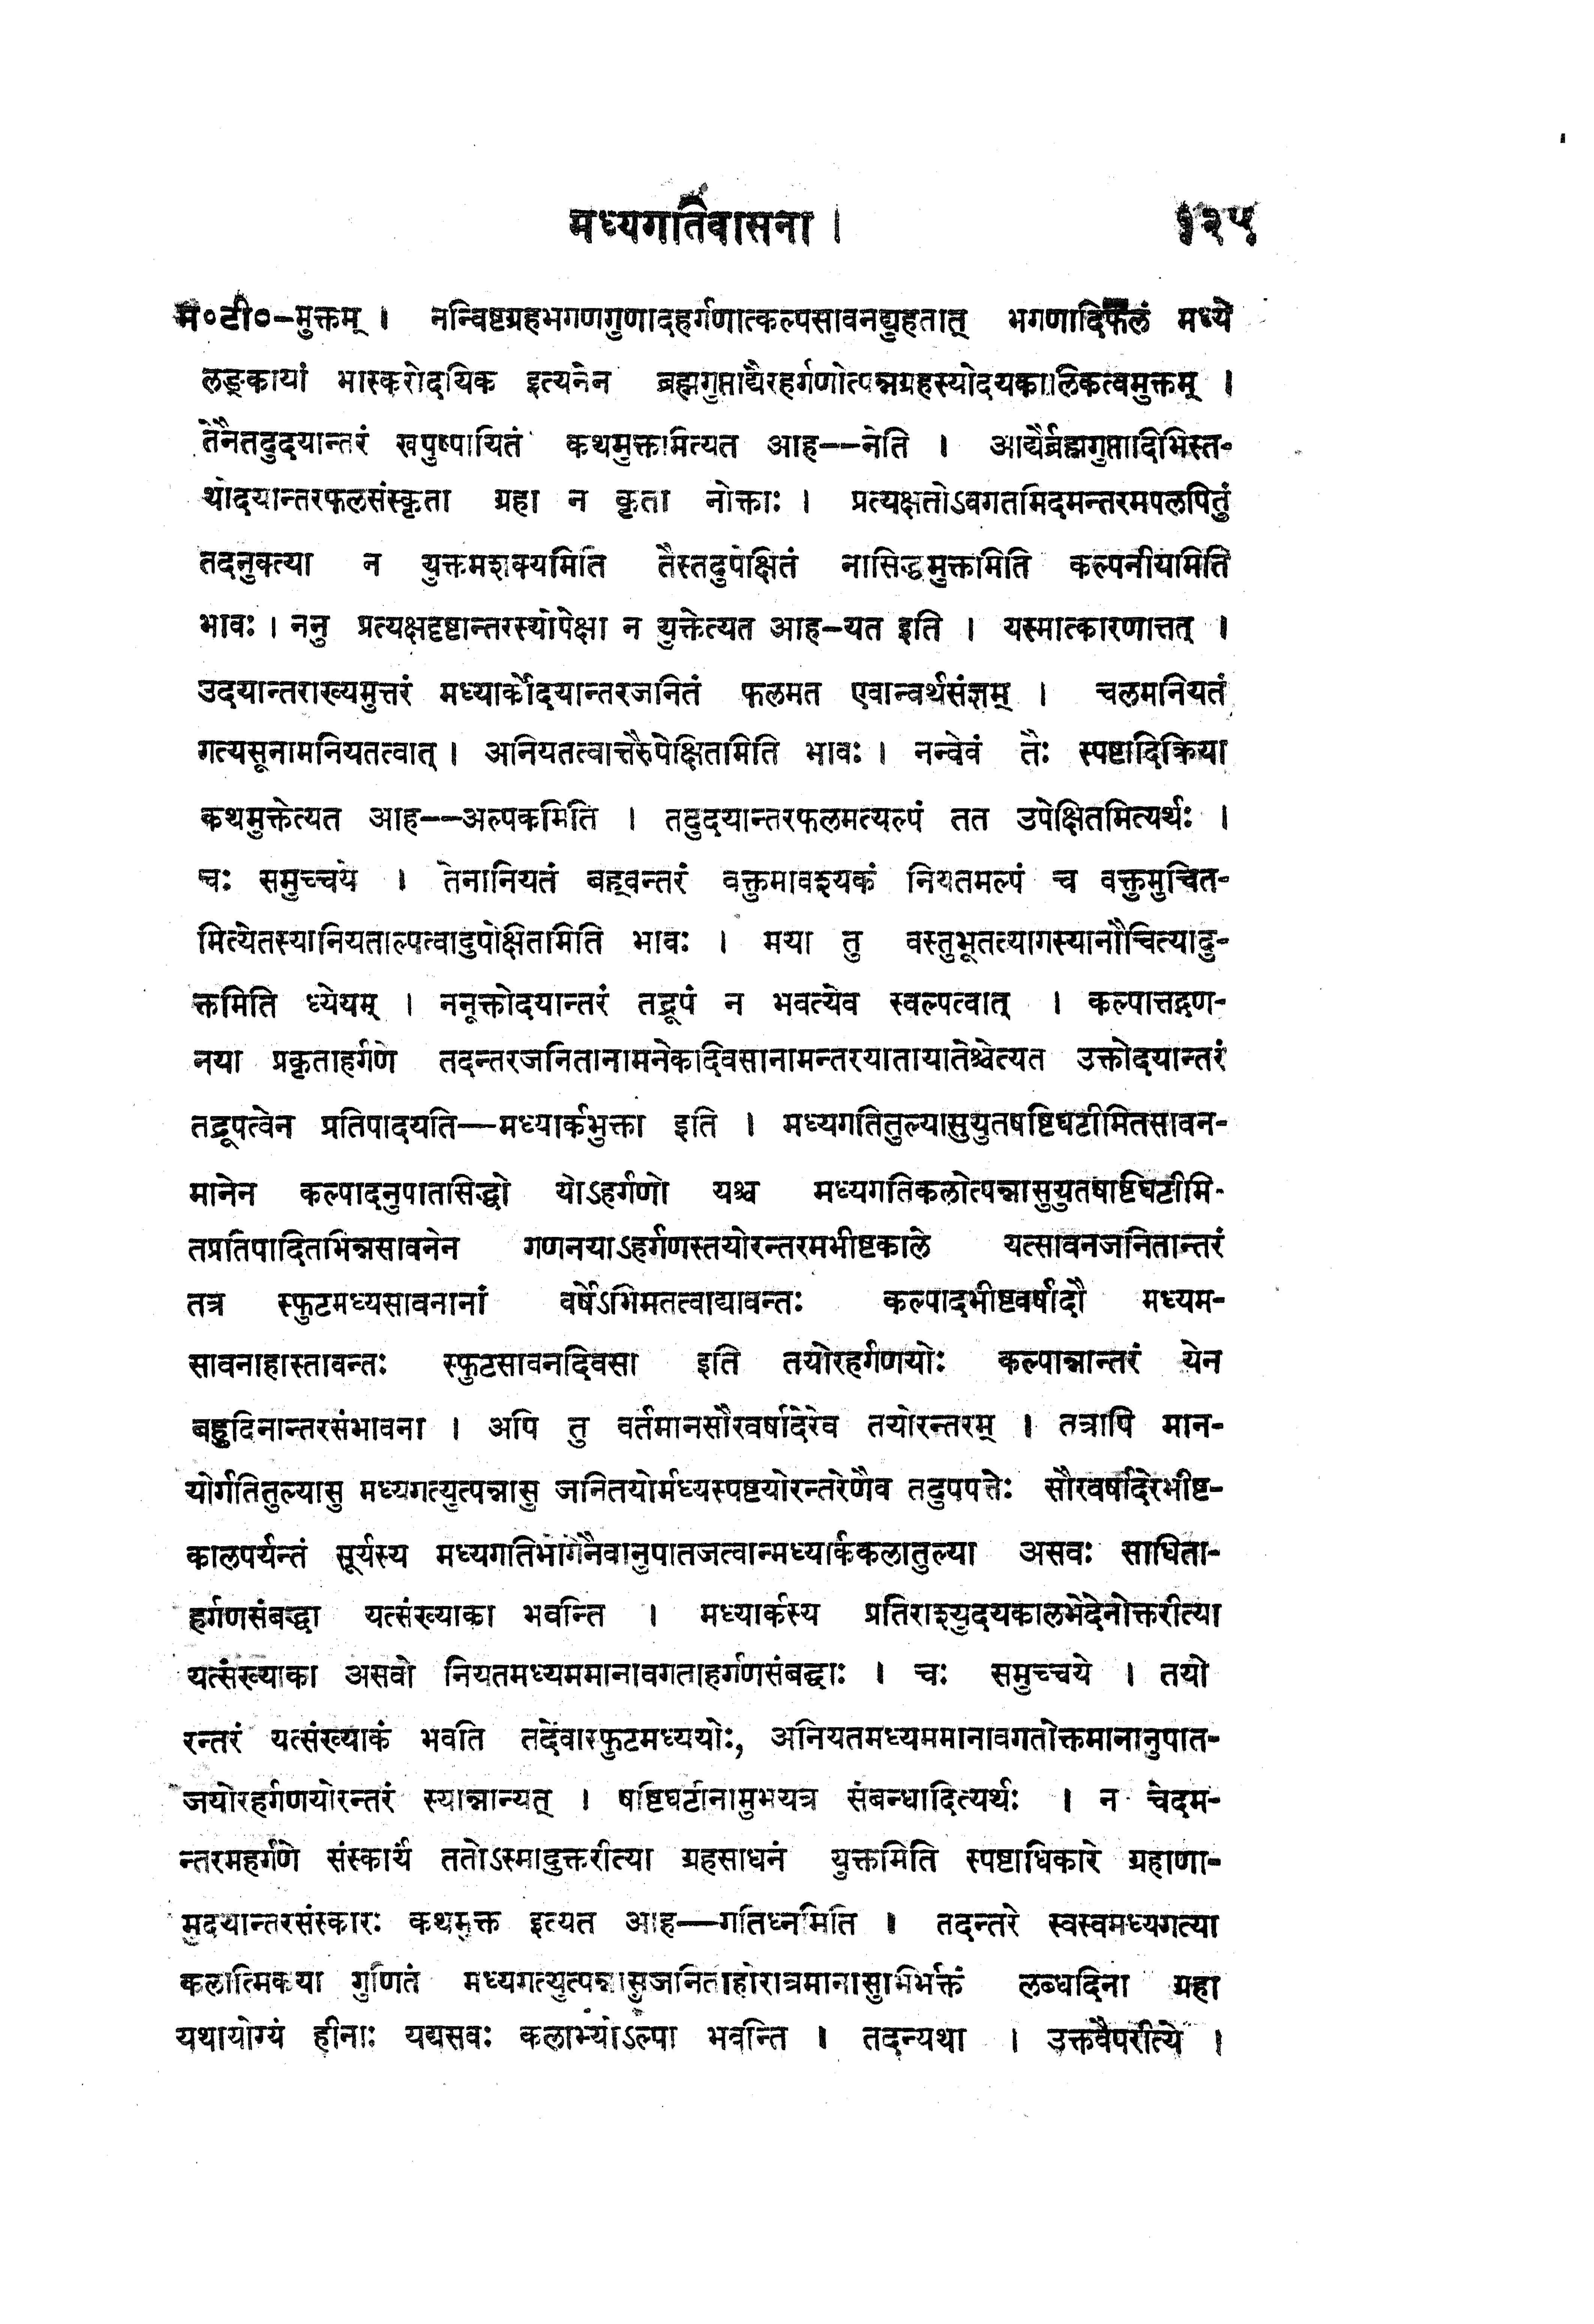 मध्यगतिवासना ।
१२५
म०टी०-मुक्तम् । नन्विष्टग्रहभगणगुणादहर्गणात्कल्पसावनद्युहतात् भगणादिफलं मध्ये
लङ्कायां भास्करोदयिक इत्यनेन ब्रह्मगुप्ताद्यैरहर्गणोत्पन्नग्रहस्योदयकालिकत्वमुक्तम् ।
तेनैतदुदयान्तरं खपुष्पायितं कथमुक्तमित्यत आह--नेति । आद्यैर्ब्रह्मगुप्तादिभिस्त-
थोदयान्तरफलसंस्कृता ग्रहा न कृता नोक्ताः । प्रत्यक्षतोऽवगतमिदमन्तरमपलपितुं
तदनुक्त्या न युक्तमशक्यमिति तैस्तदुपेक्षितं नासिद्धमुक्तमिति कल्पनीयमिति
भावः । ननु प्रत्यक्षदृष्टान्तरस्योपेक्षा न युक्तेत्यत आह-यत इति । यस्मात्कारणात्तत् ।
उदयान्तराख्यमुत्तरं मध्यार्कोदयान्तरजनितं फलमत एवान्वर्थसंज्ञम् । चलमनियतं
गत्यसूनामनियतत्वात् । अनियतत्वात्तैरुपेक्षितमिति भावः । नन्वेवं तैः स्पष्टादिक्रिया
कथमुक्तेत्यत आह--अल्पकमिति । तदुदयान्तरफलमत्यल्पं तत उपेक्षितमित्यर्थः ।
चः समुच्चये । तेनानियतं बह्वन्तरं वक्तुमावश्यकं नियतमल्पं च वक्तुमुचित-
मित्येतस्यानियताल्पत्वादुपेक्षितमिति भावः । मया तु वस्तुभूतत्यागस्यानौचित्यादु-
क्तमिति ध्येयम् । ननूक्तोदयान्तरं तद्रूपं न भवत्येव स्वल्पत्वात् । कल्पात्तद्गण-
नया प्रकृताहर्गणे तदन्तरजनितानामनेकदिवसानामन्तरयातायातेश्चेत्यत उक्तोदयान्तरं
तद्रूपत्वेन प्रतिपादयति—मध्यार्कभुक्ता इति । मध्यगतितुल्यासुयुतषष्टिघटीमितसावन-
मानेन कल्पादनुपातसिद्धो योऽहर्गणो यश्च मध्यगतिकलोत्पन्नासुयुतषष्टिघटीमि-
तप्रतिपादितभिन्नसावनेन गणनयाऽहर्गणस्तयोरन्तरमभीष्टकाले यत्सावनजनितान्तरं
तत्र स्फुटमध्यसावनानां वर्षेऽभिमतत्वाद्यावन्तः कल्पादभीष्टवर्षादौ मध्यम-
सावनाहास्तावन्तः स्फुटसावनदिवसा इति तयोरहर्गणयोः कल्पान्नान्तरं येन
बहुदिनान्तरसंभावना । अपि तु वर्तमानसौरवर्षादेरेव तयोरन्तरम् । तत्रापि मान-
योर्गतितुल्यासु मध्यगत्युत्पन्नासु जनितयोर्मध्यस्पष्टयोरन्तरेणैव तदुपपत्तेः सौरवर्षादेरभीष्ट-
कालपर्यन्तं सूर्यस्य मध्यगतिभोगेनैवानुपातजत्वान्मध्यार्ककलातुल्या असवः साधिता-
हर्गणसंबद्धा यत्संख्याका भवन्ति । मध्यार्कस्य प्रतिराश्युदयकालभेदेनोक्तरीत्या
यत्संख्याका असवो नियतमध्यममानावगताहर्गणसंबद्धाः । चः समुच्चये । तयो
रन्तरं यत्संख्याकं भवति तदेवास्फुटमध्ययोः, अनियतमध्यममानावगतोक्तमानानुपात-
जयोरहर्गणयोरन्तरं स्यान्नान्यत् । षष्टिघटीनामुभयत्र संबन्धादित्यर्थः । न चेदम-
न्तरमहर्गणे संस्कार्यं ततोऽस्मादुक्तरीत्या ग्रहसाधनं युक्तमिति स्पष्टाधिकारे ग्रहाणा-
मुदयान्तरसंस्कारः कथमुक्त इत्यत आह—गतिघ्नमिति । तदन्तरे स्वस्वमध्यगत्या
कलात्मिकया गुणितं मध्यगत्युत्पन्नासुजनिताहोरात्रमानासुभिर्भक्तं लब्धदिना ग्रहा
यथायोग्यं हीनाः यद्यसवः कलाभ्योऽल्पा भवन्ति । तदन्यथा । उक्तवैपरीत्ये ।